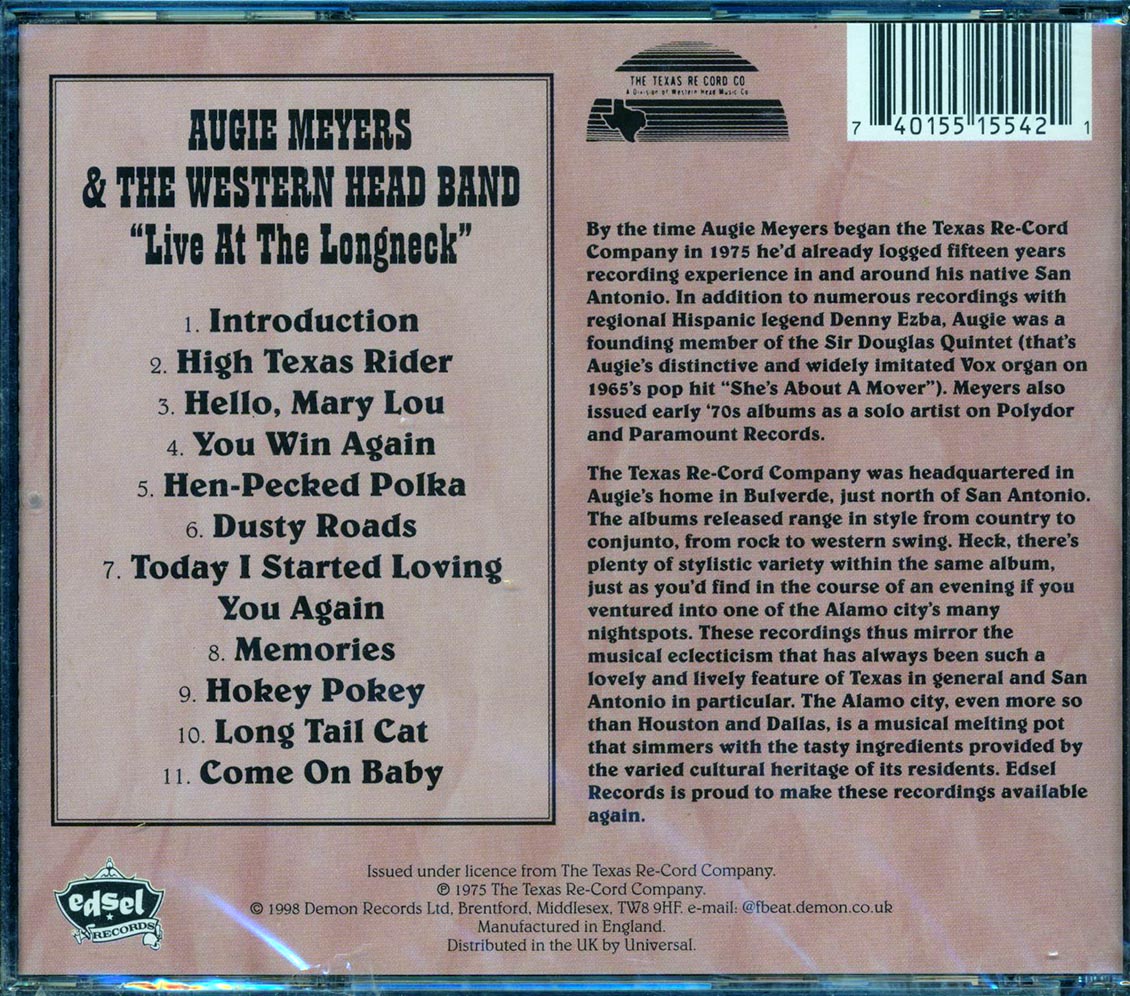 AUGIE MEYERS
& THE WESTERN HEAD BAND
“Live At The Longneck”
1. Introduction
2. High Texas Rider
3. Hello, Mary Lou
4. You Win Again
5. Hen-Pecked Polka
6. Dusty Roads
7. Today I Started Loving
You Again
8. Memories
9. Hokey Pokey
10. Long Tail Cat
11. Come On Baby
THE TEXAS RE CORD CO
A Division of Western Head Music Co
7 40155 15542 1
By the time Augie Meyers began the Texas Re-Cord
Company in 1975 he’d already logged fifteen years
recording experience in and around his native San
Antonio. In addition to numerous recordings with
regional Hispanic legend Denny Ezba, Augie was a
founding member of the Sir Douglas Quintet (that’s
Augie’s distinctive and widely imitated Vox organ on
1965’s pop hit “She’s About A Mover”). Meyers also
issued early ’70s albums as a solo artist on Polydor
and Paramount Records.
The Texas Re-Cord Company was headquartered in
Augie’s home in Bulverde, just north of San Antonio.
The albums released range in style from country to
conjunto, from rock to western swing. Heck, there’s
plenty of stylistic variety within the same album,
just as you’d find in the course of an evening if you
ventured into one of the Alamo city’s many
nightspots. These recordings thus mirror the
musical eclecticism that has always been such a
lovely and lively feature of Texas in general and San
Antonio in particular. The Alamo city, even more so
than Houston and Dallas, is a musical melting pot
that simmers with the tasty ingredients provided by
the varied cultural heritage of its residents. Edsel
Records is proud to make these recordings available
again.
edsel
RECORDS
Issued under licence from The Texas Re-Cord Company.
℗ 1975 The Texas Re-Cord Company.
© 1998 Demon Records Ltd, Brentford, Middlesex, TW8 9HF. e-mail: @fbeat.demon.co.uk
Manufactured in England.
Distributed in the UK by Universal.